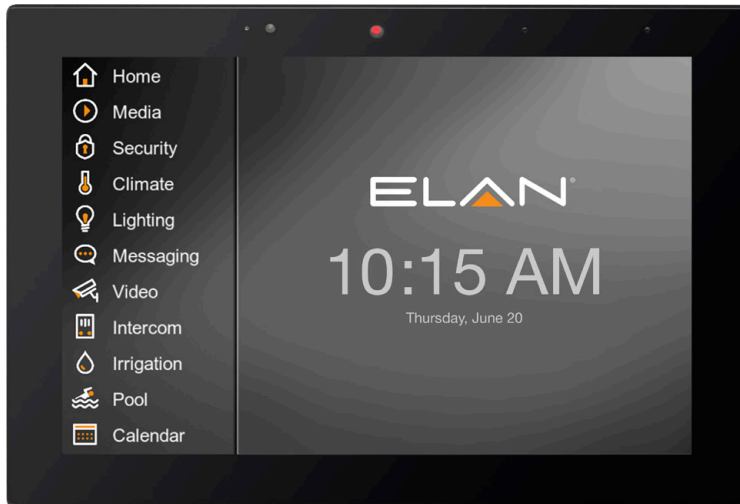 Home
Media
Security
Climate
Lighting
Messaging
Video
Intercom
Irrigation
Pool
Calendar
ELAN®
10:15 AM
Thursday, June 20